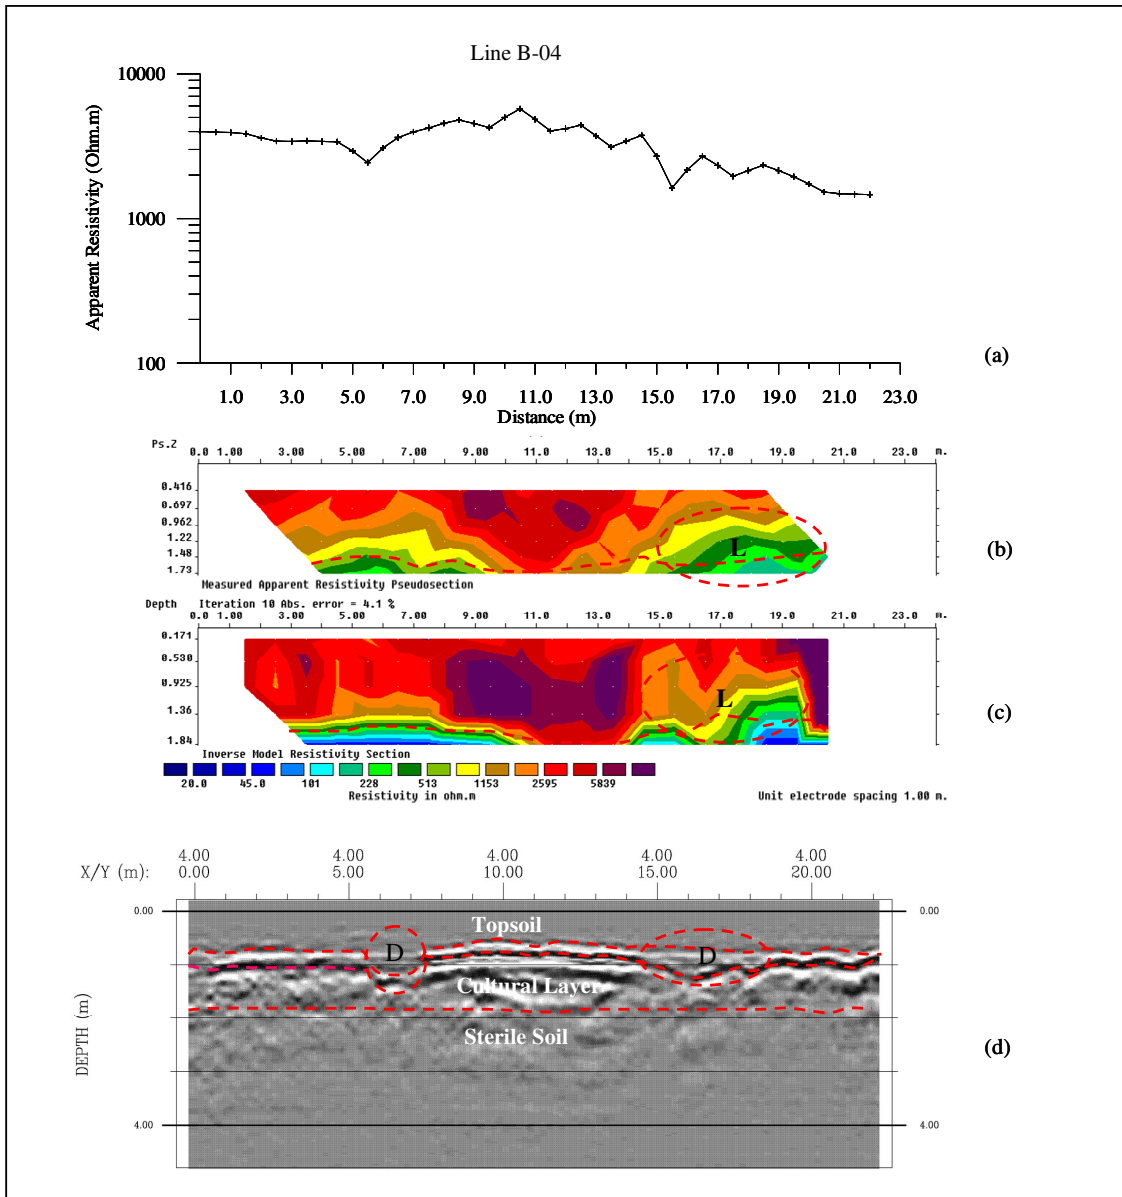 Line B-04
10000
1000
100
Apparent Resistivity (Ohm.m)
1.0 3.0 5.0 7.0 9.0 11.0 13.0 15.0 17.0 19.0 21.0 23.0
Distance (m)
(a)
Ps.Z 0.0 1.00 3.00 5.00 7.00 9.00 11.0 13.0 15.0 17.0 19.0 21.0 23.0 m.
0.416
0.697
0.962
1.22
1.48
1.73
L
(b)
Measured Apparent Resistivity Pseudosection
Depth Iteration 10 Abs. error = 4.1 %
0.0 1.00 3.00 5.00 7.00 9.00 11.0 13.0 15.0 17.0 19.0 21.0 23.0 m.
0.171
0.530
0.925
1.36
1.84
L
(c)
Inverse Model Resistivity Section
20.0 45.0 101 228 513 1153 2595 5839
Resistivity in ohm.m
Unit electrode spacing 1.00 m.
4.00 4.00 4.00 4.00 4.00
X/Y (m): 0.00 5.00 10.00 15.00 20.00
0.00 0.00
Topsoil
D D
Cultural Layer
Sterile Soil
DEPTH (m)
(d)
4.00 4.00